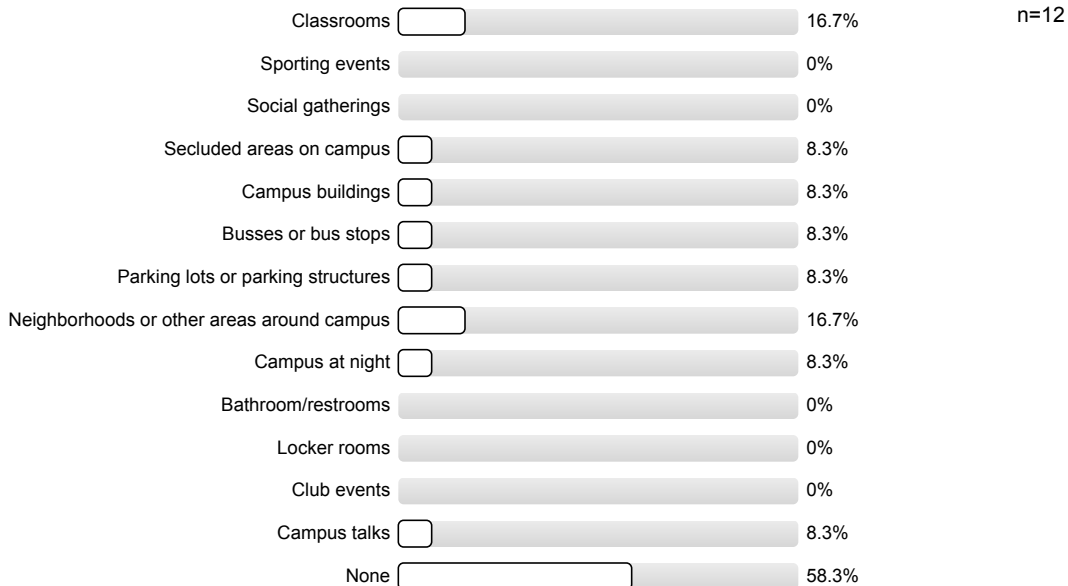 Classrooms 16.7% n=12
Sporting events 0%
Social gatherings 0%
Secluded areas on campus 8.3%
Campus buildings 8.3%
Busses or bus stops 8.3%
Parking lots or parking structures 8.3%
Neighborhoods or other areas around campus 16.7%
Campus at night 8.3%
Bathroom/restrooms 0%
Locker rooms 0%
Club events 0%
Campus talks 8.3%
None 58.3%